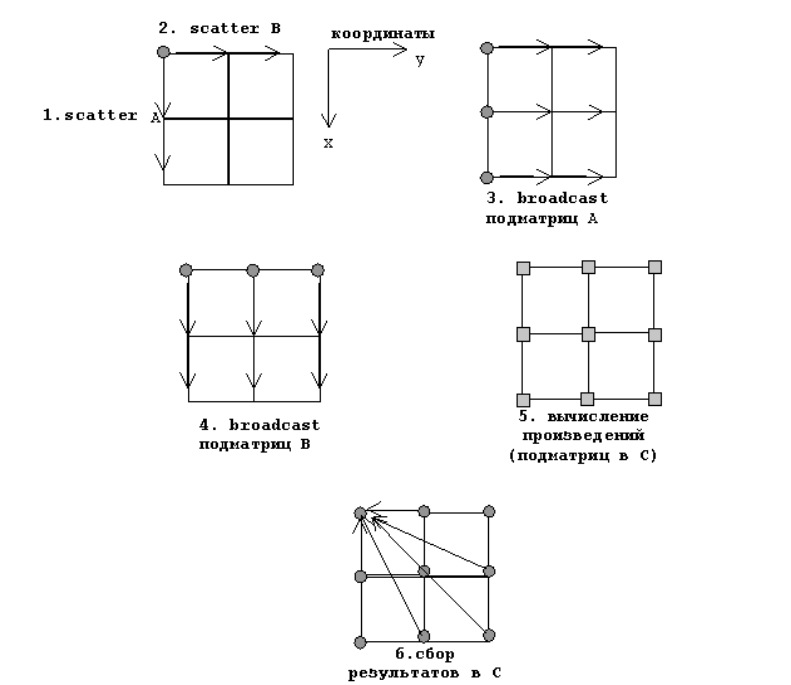 2. scatter B
координаты
y
1.scatter A
x
3. broadcast
подматриц A
4. broadcast
подматриц B
5. вычисление
произведений
(подматриц в C)
6.сбор
результатов в C